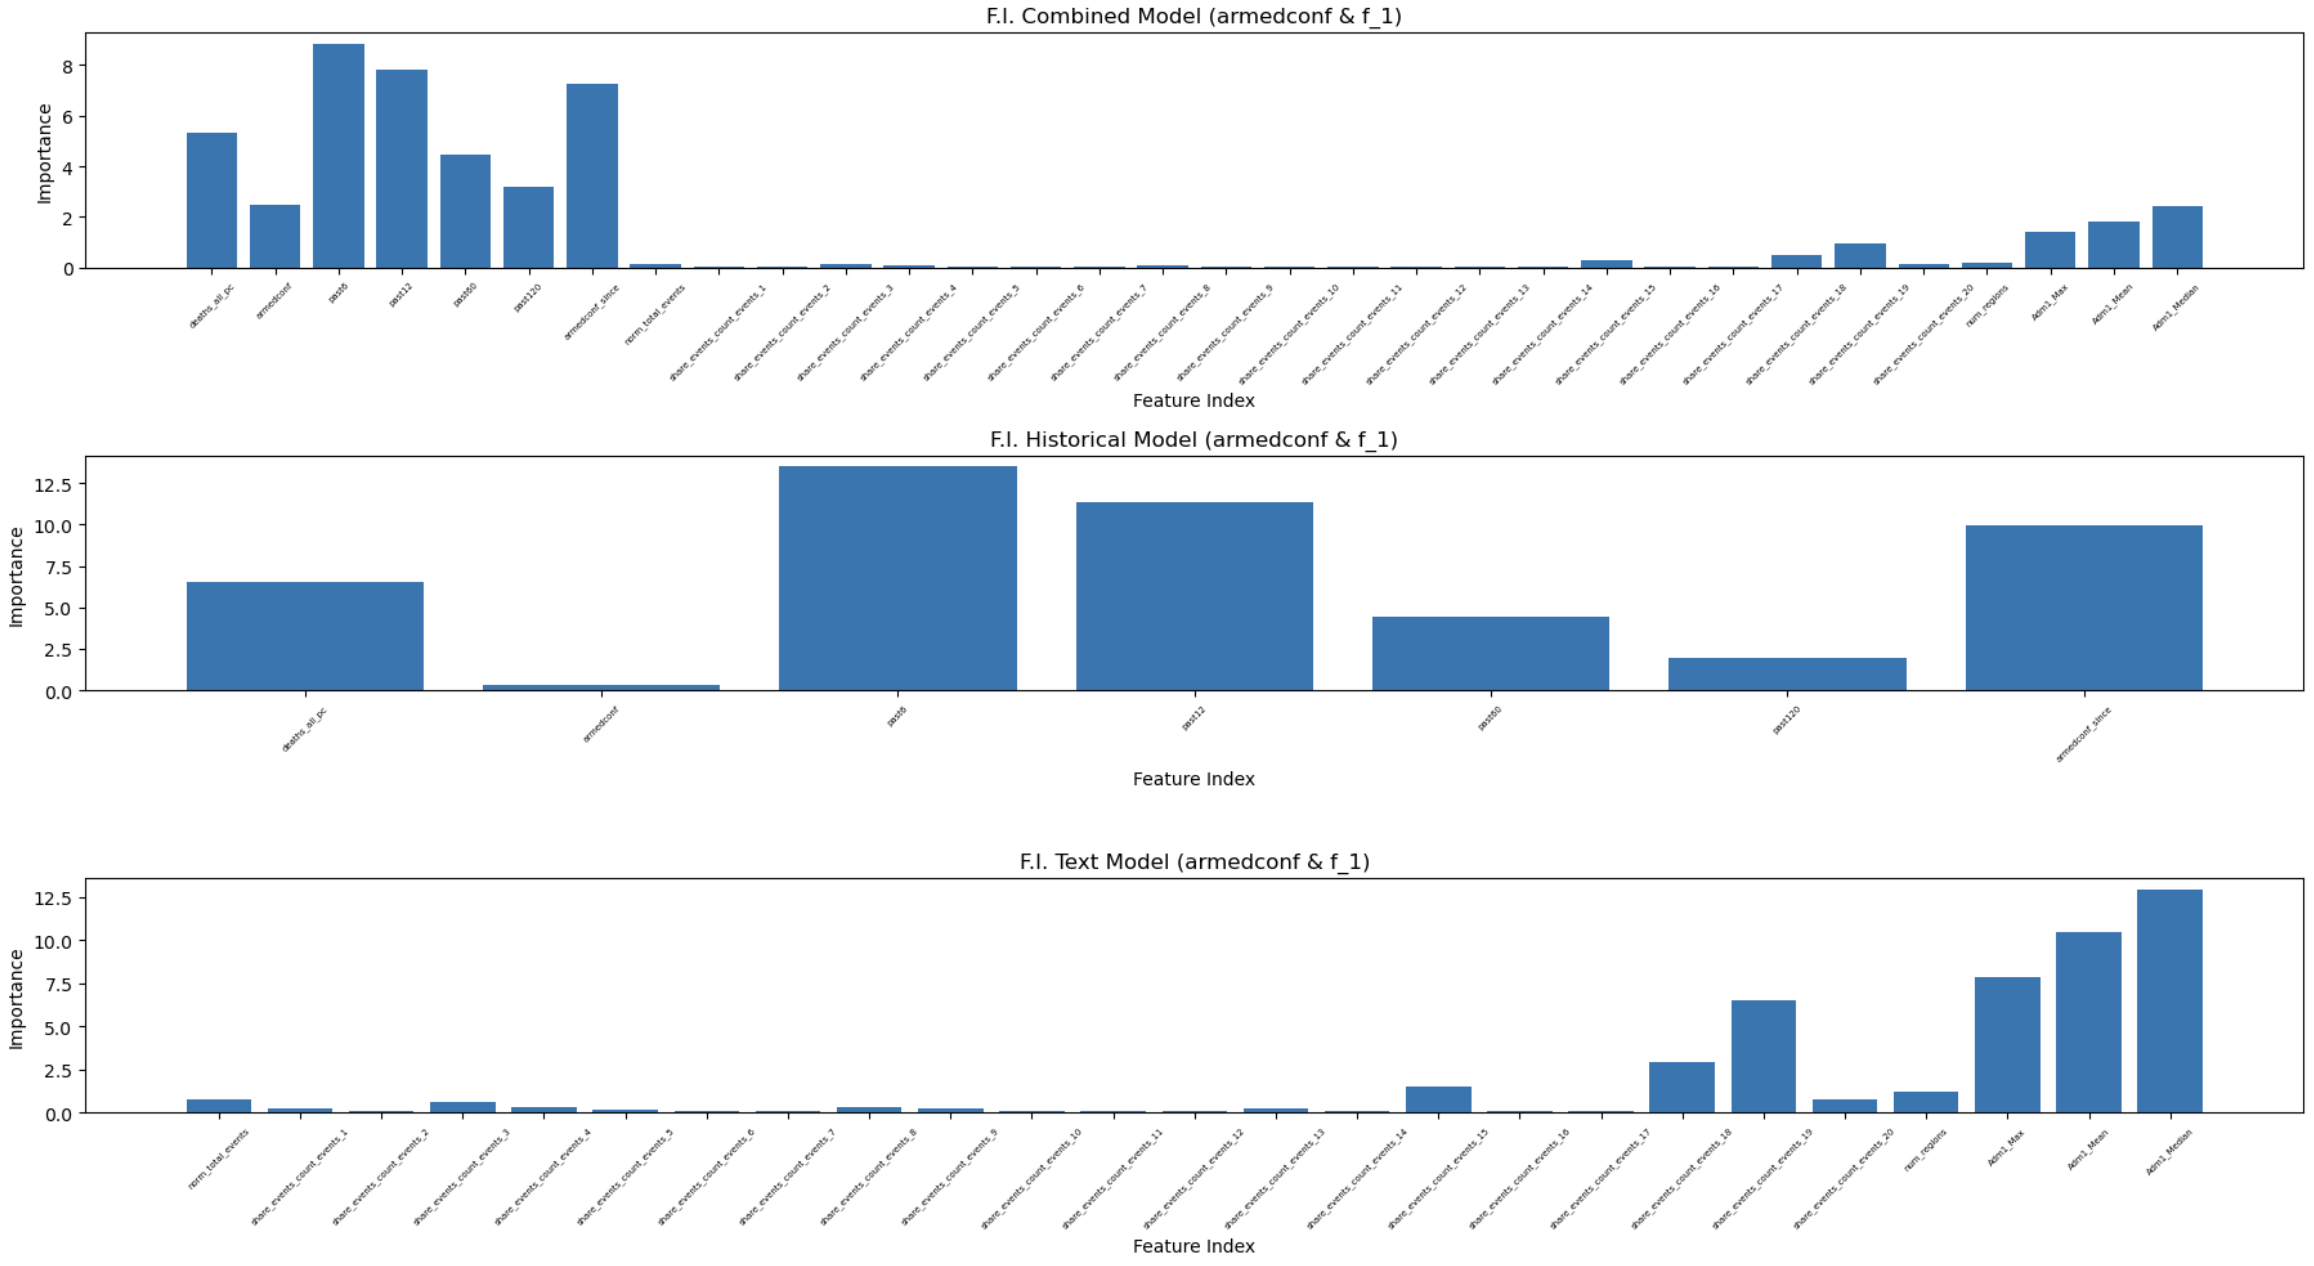 F.I. Combined Model (armedconf & f_1)
8
6
4
2
0
Importance
deaths_all_pc
armedconf
past6
past12
past60
past120
armedconf_since
norm_total_events
share_events_count_events_1
share_events_count_events_2
share_events_count_events_3
share_events_count_events_4
share_events_count_events_5
share_events_count_events_6
share_events_count_events_7
share_events_count_events_8
share_events_count_events_9
share_events_count_events_10
share_events_count_events_11
share_events_count_events_12
share_events_count_events_13
share_events_count_events_14
share_events_count_events_15
share_events_count_events_16
share_events_count_events_17
share_events_count_events_18
share_events_count_events_19
share_events_count_events_20
num_regions
Adm1_Max
Adm1_Mean
Adm1_Median
Feature Index
F.I. Historical Model (armedconf & f_1)
12.5
10.0
7.5
5.0
2.5
0.0
Importance
deaths_all_pc
armedconf
past6
past12
past60
past120
armedconf_since
Feature Index
F.I. Text Model (armedconf & f_1)
12.5
10.0
7.5
5.0
2.5
0.0
Importance
norm_total_events
share_events_count_events_1
share_events_count_events_2
share_events_count_events_3
share_events_count_events_4
share_events_count_events_5
share_events_count_events_6
share_events_count_events_7
share_events_count_events_8
share_events_count_events_9
share_events_count_events_10
share_events_count_events_11
share_events_count_events_12
share_events_count_events_13
share_events_count_events_14
share_events_count_events_15
share_events_count_events_16
share_events_count_events_17
share_events_count_events_18
share_events_count_events_19
share_events_count_events_20
num_regions
Adm1_Max
Adm1_Mean
Adm1_Median
Feature Index